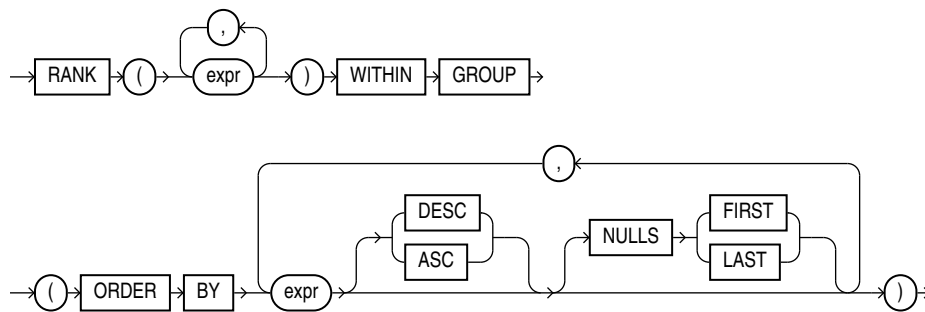 ,
RANK ( expr ) WITHIN GROUP
,
DESC FIRST
NULLS
ASC LAST
( ORDER BY expr )